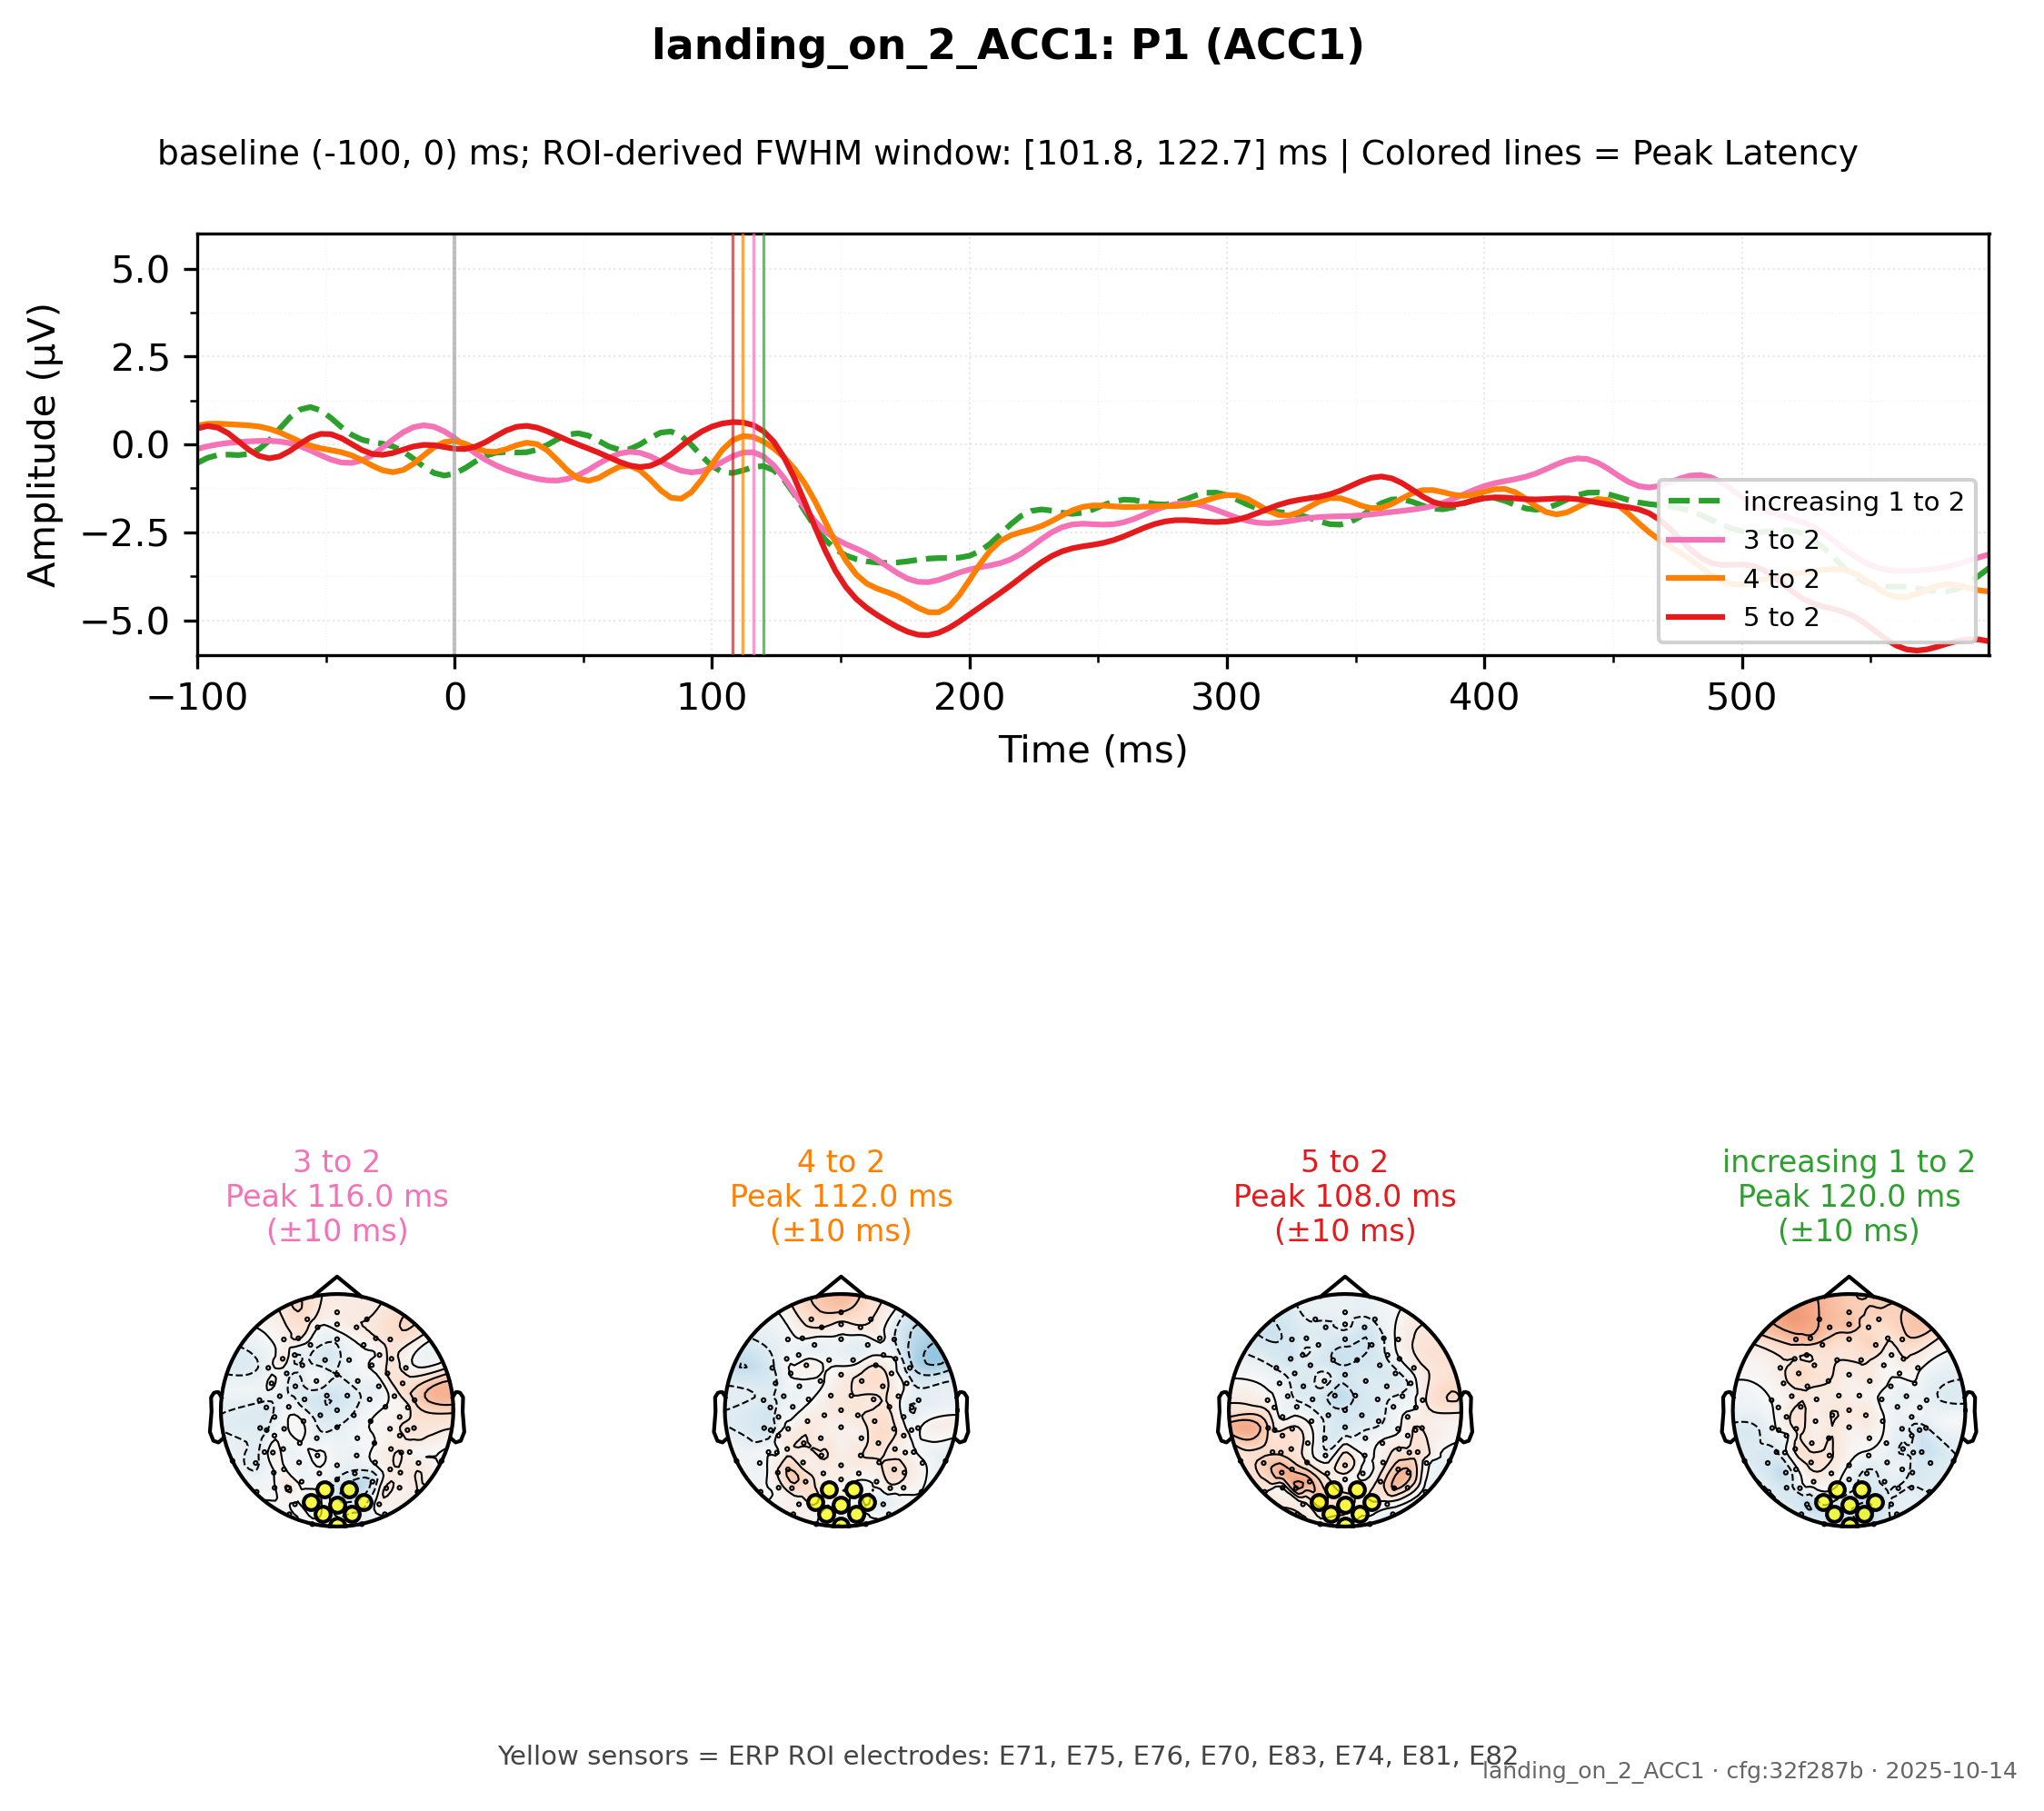 landing_on_2_ACC1: P1 (ACC1)
baseline (-100, 0) ms; ROI-derived FWHM window: [101.8, 122.7] ms | Colored lines = Peak Latency
Amplitude (µV)
5.0
2.5
0.0
−2.5
−5.0
increasing 1 to 2
3 to 2
4 to 2
5 to 2
−100 0 100 200 300 400 500
Time (ms)
3 to 2
Peak 116.0 ms
(±10 ms)
4 to 2
Peak 112.0 ms
(±10 ms)
5 to 2
Peak 108.0 ms
(±10 ms)
increasing 1 to 2
Peak 120.0 ms
(±10 ms)
Yellow sensors = ERP ROI electrodes: E71, E75, E76, E70, E83, E74, E81, E82
landing_on_2_ACC1 · cfg:32f287b · 2025-10-14